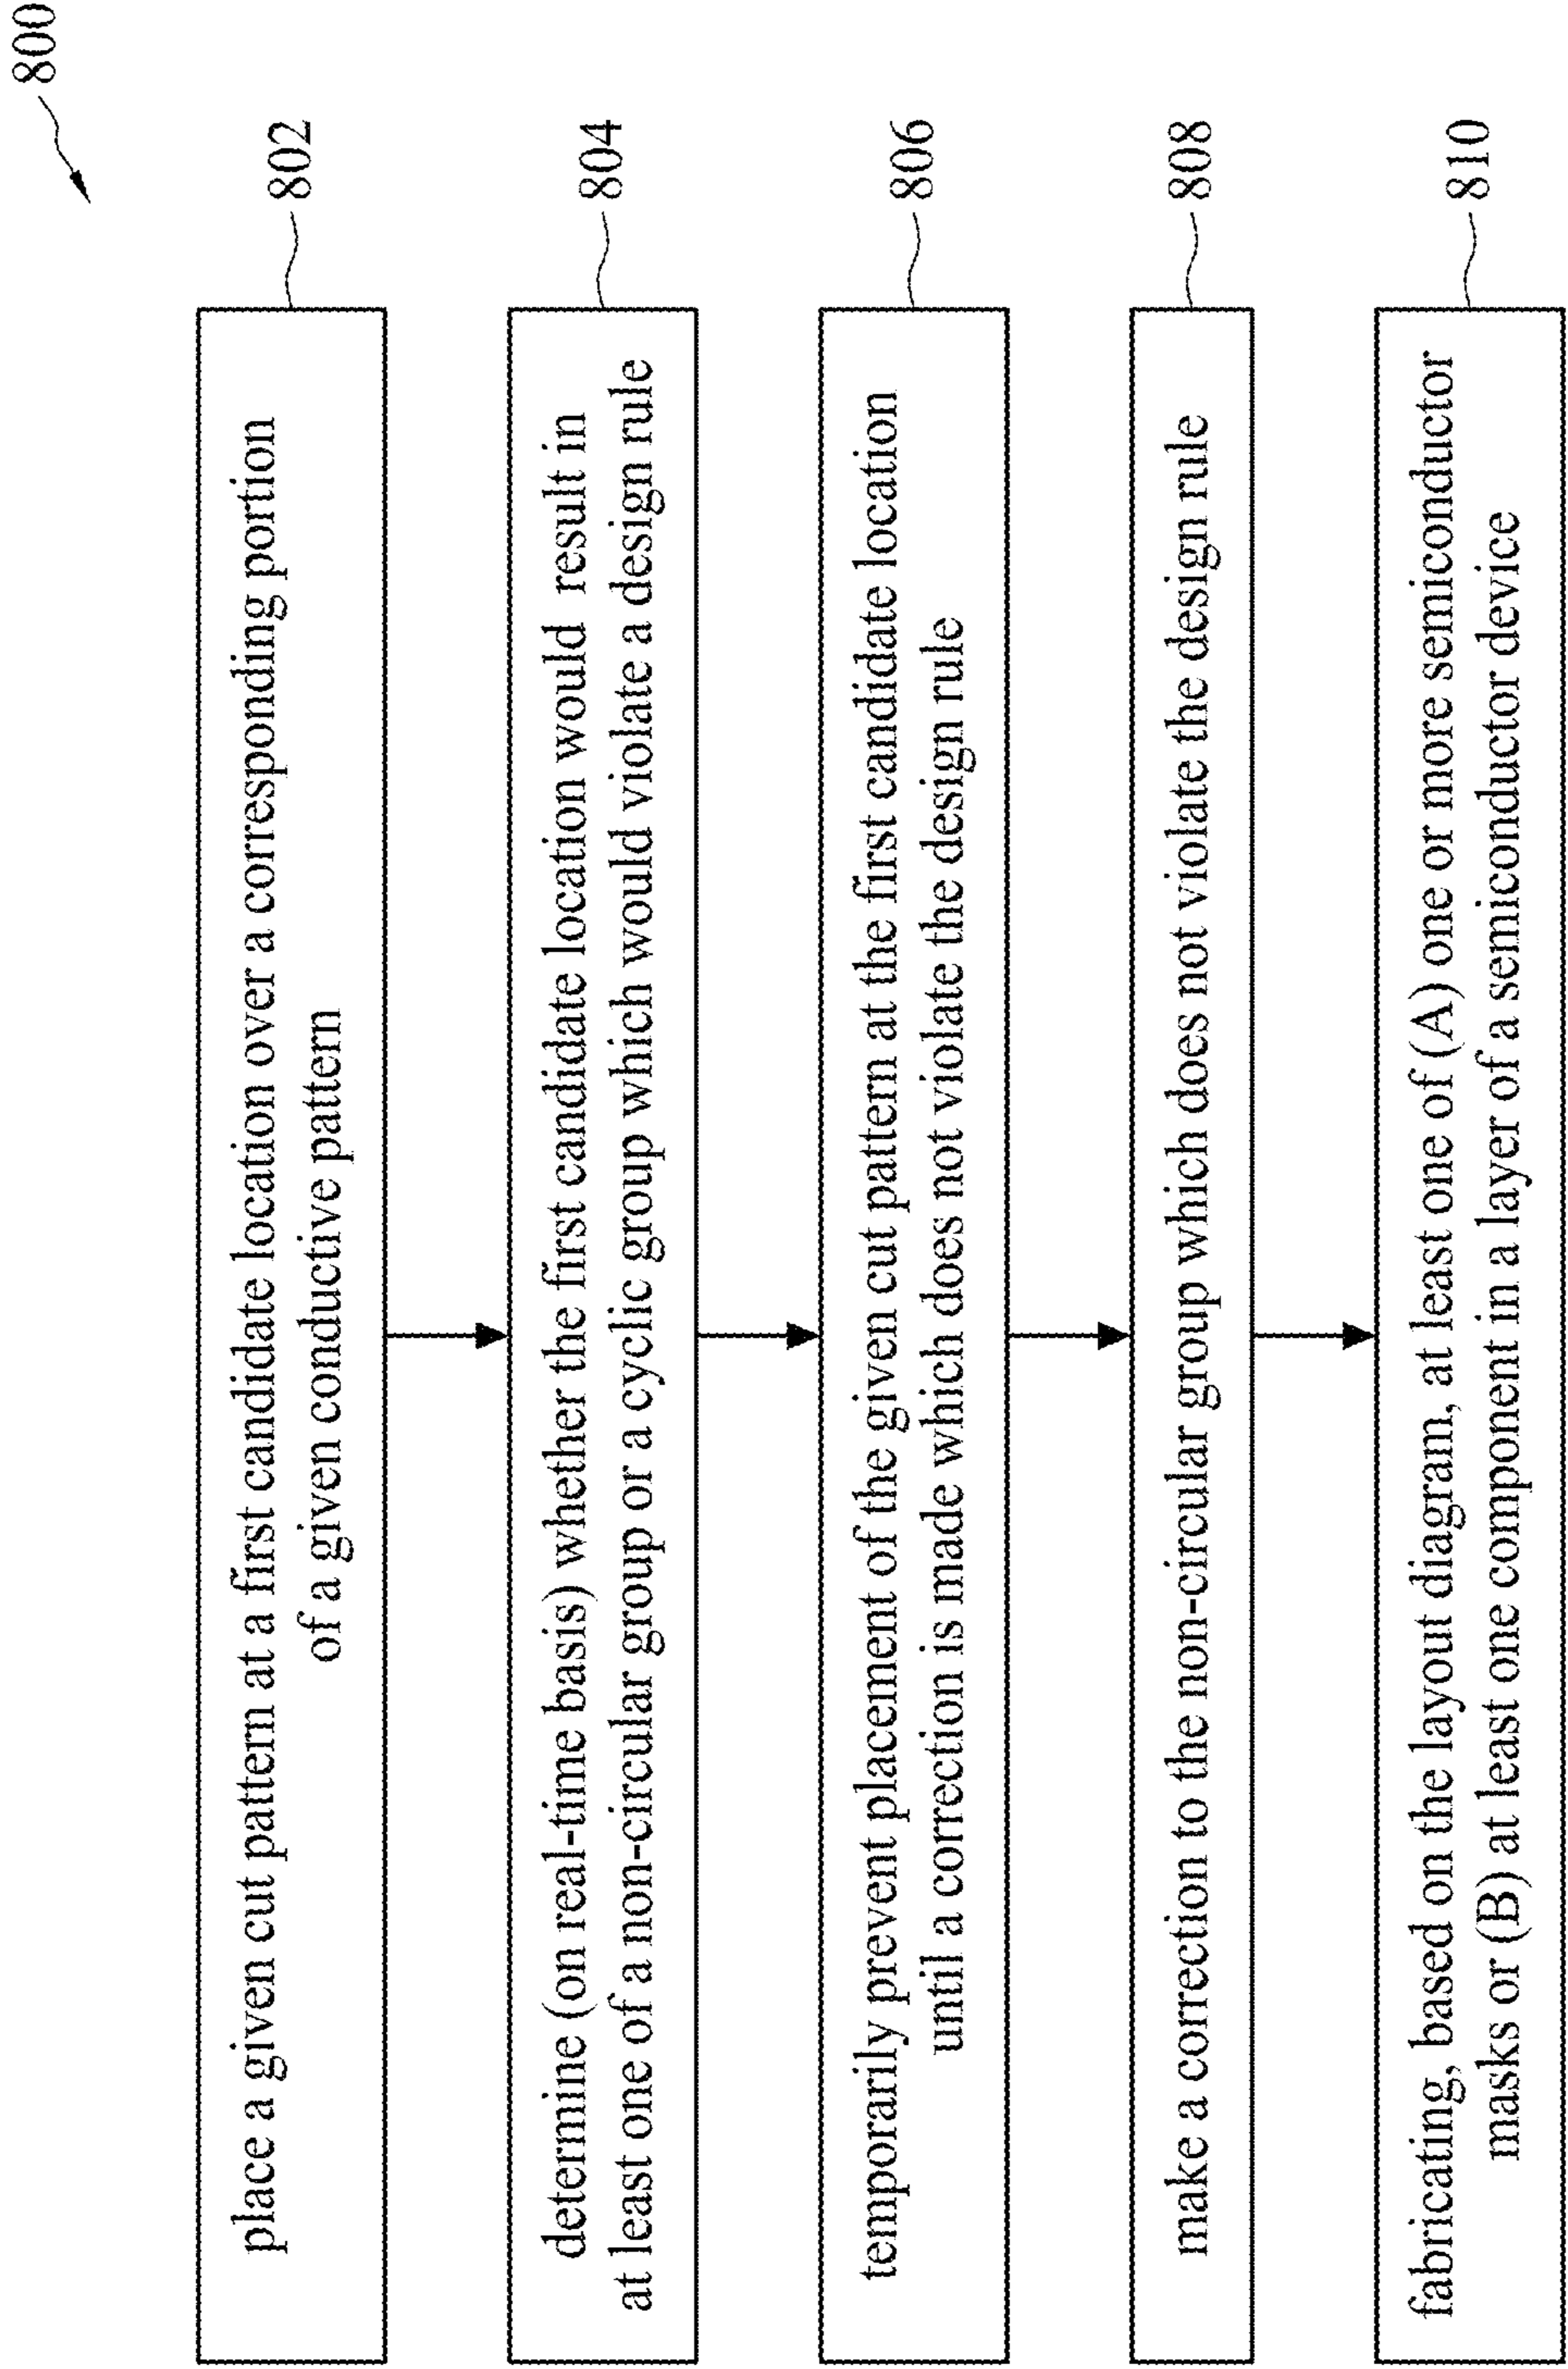 800
place a given cut pattern at a first candidate location over a corresponding portion
of a given conductive pattern
802
determine (on real-time basis) whether the first candidate location would result in
at least one of a non-circular group or a cyclic group which would violate a design rule
804
temporarily prevent placement of the given cut pattern at the first candidate location
until a correction is made which does not violate the design rule
806
make a correction to the non-circular group which does not violate the design rule
808
fabricating, based on the layout diagram, at least one of (A) one or more semiconductor
masks or (B) at least one component in a layer of a semiconductor device
810